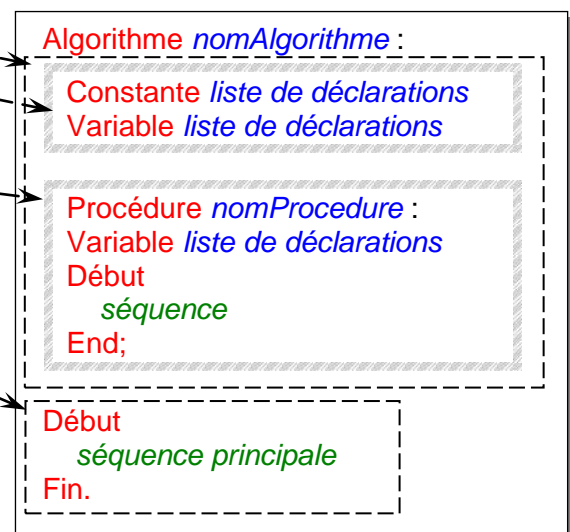 Algorithme nomAlgorithme :
Constante liste de déclarations
Variable liste de déclarations
Procédure nomProcedure :
Variable liste de déclarations
Début
séquence
End;
Début
séquence principale
Fin.